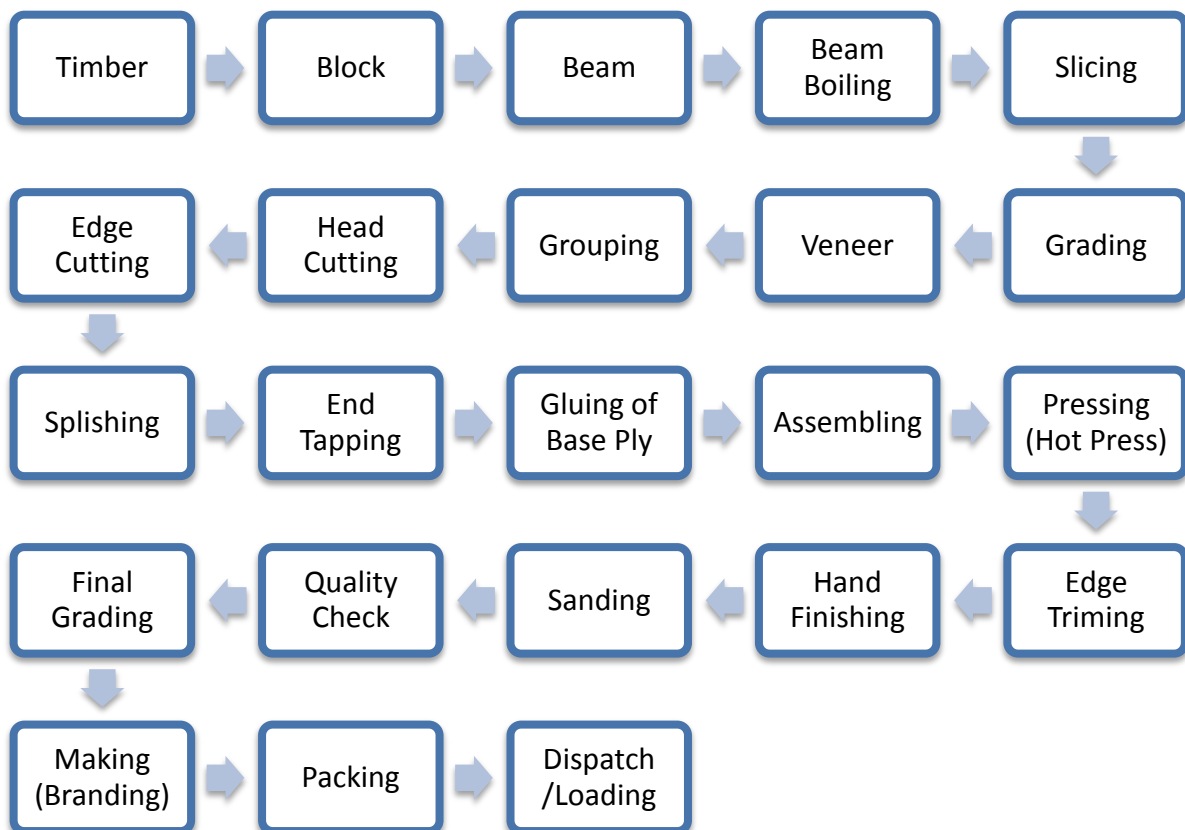 Timber
Block
Beam
Beam
Boiling
Slicing
Grading
Veneer
Grouping
Head
Cutting
Edge
Cutting
Splishing
End
Tapping
Gluing of
Base Ply
Assembling
Pressing
(Hot Press)
Edge
Triming
Hand
Finishing
Sanding
Quality
Check
Final
Grading
Making
(Branding)
Packing
Dispatch
/Loading